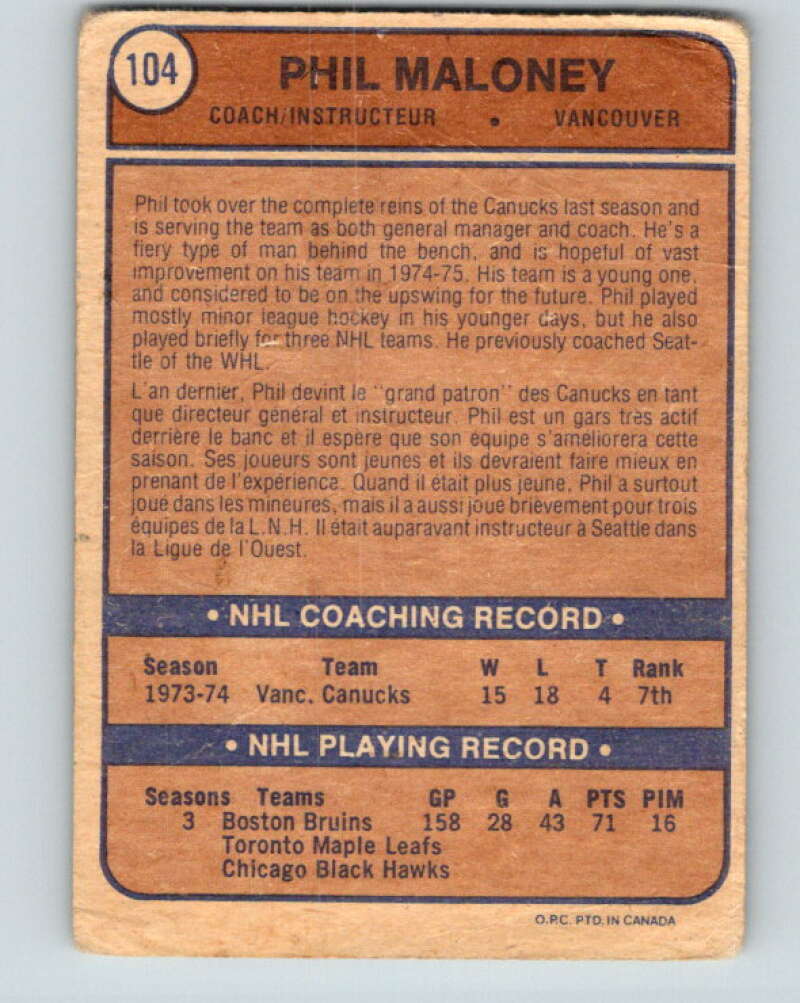 104
PHIL MALONEY
COACH/INSTRUCTEUR • VANCOUVER
Phil took over the complete reins of the Canucks last season and
is serving the team as both general manager and coach. He's a
fiery type of man behind the bench, and is hopeful of vast
improvement on his team in 1974-75. His team is a young one,
and considered to be on the upswing for the future. Phil played
mostly minor league hockey in his younger days, but he also
played briefly for three NHL teams. He previously coached Seat-
tle of the WHL.
L'an dernier, Phil devint le "grand patron" des Canucks en tant
que directeur général et instructeur. Phil est un gars très actif
derrière le banc et il espère que son équipe s'améliorera cette
saison. Ses joueurs sont jeunes et ils devraient faire mieux en
prenant de l'expérience. Quand il était plus jeune, Phil a surtout
joué dans les mineures, mais il a aussi joué brièvement pour trois
équipes de la L.N.H. Il était auparavant instructeur à Seattle dans
la Ligue de l'Ouest.
• NHL COACHING RECORD •
Season Team W L T Rank
1973-74 Vanc. Canucks 15 18 4 7th
• NHL PLAYING RECORD •
Seasons Teams GP G A PTS PIM
3 Boston Bruins 158 28 43 71 16
Toronto Maple Leafs
Chicago Black Hawks
O.P.C. PTD. IN CANADA